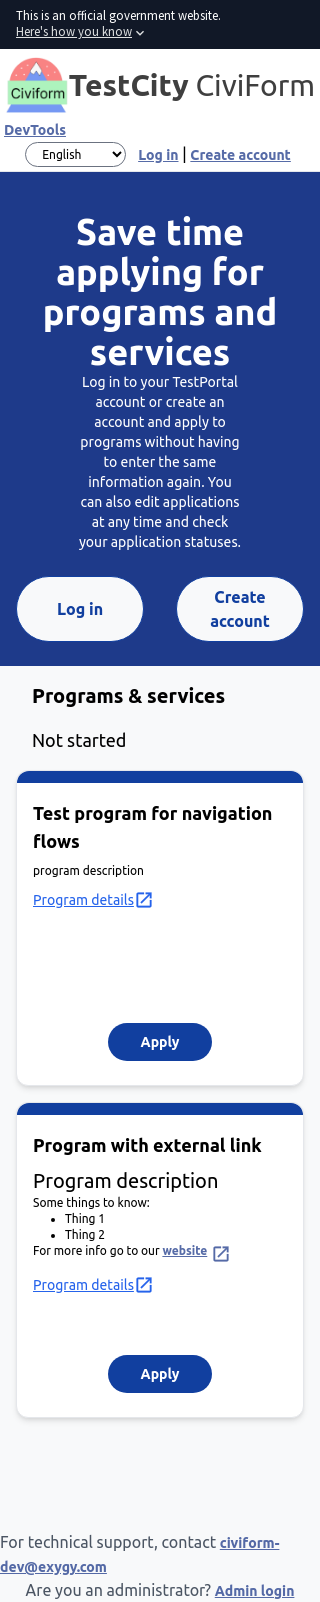 This is an official government website.
Here's how you know
Civiform
TestCity CiviForm
DevTools
English
Log in | Create account
Save time
applying for
programs and
services
Log in to your TestPortal
account or create an
account and apply to
programs without having
to enter the same
information again. You
can also edit applications
at any time and check
your application statuses.
Log in
Create
account
Programs & services
Not started
Test program for navigation
flows
program description
Program details
Apply
Program with external link
Program description
Some things to know:
• Thing 1
• Thing 2
For more info go to our website
Program details
Apply
For technical support, contact civiform-
dev@exygy.com
Are you an administrator? Admin login